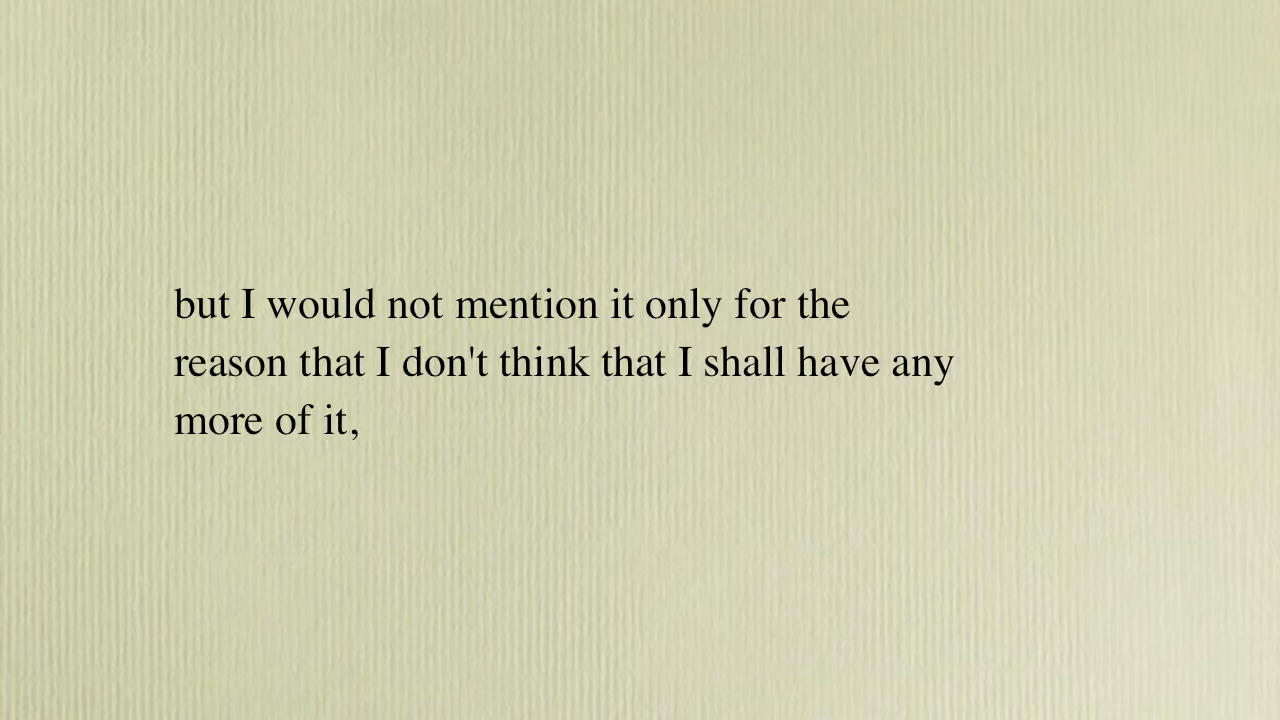 but I would not mention it only for the
reason that I don't think that I shall have any
more of it,